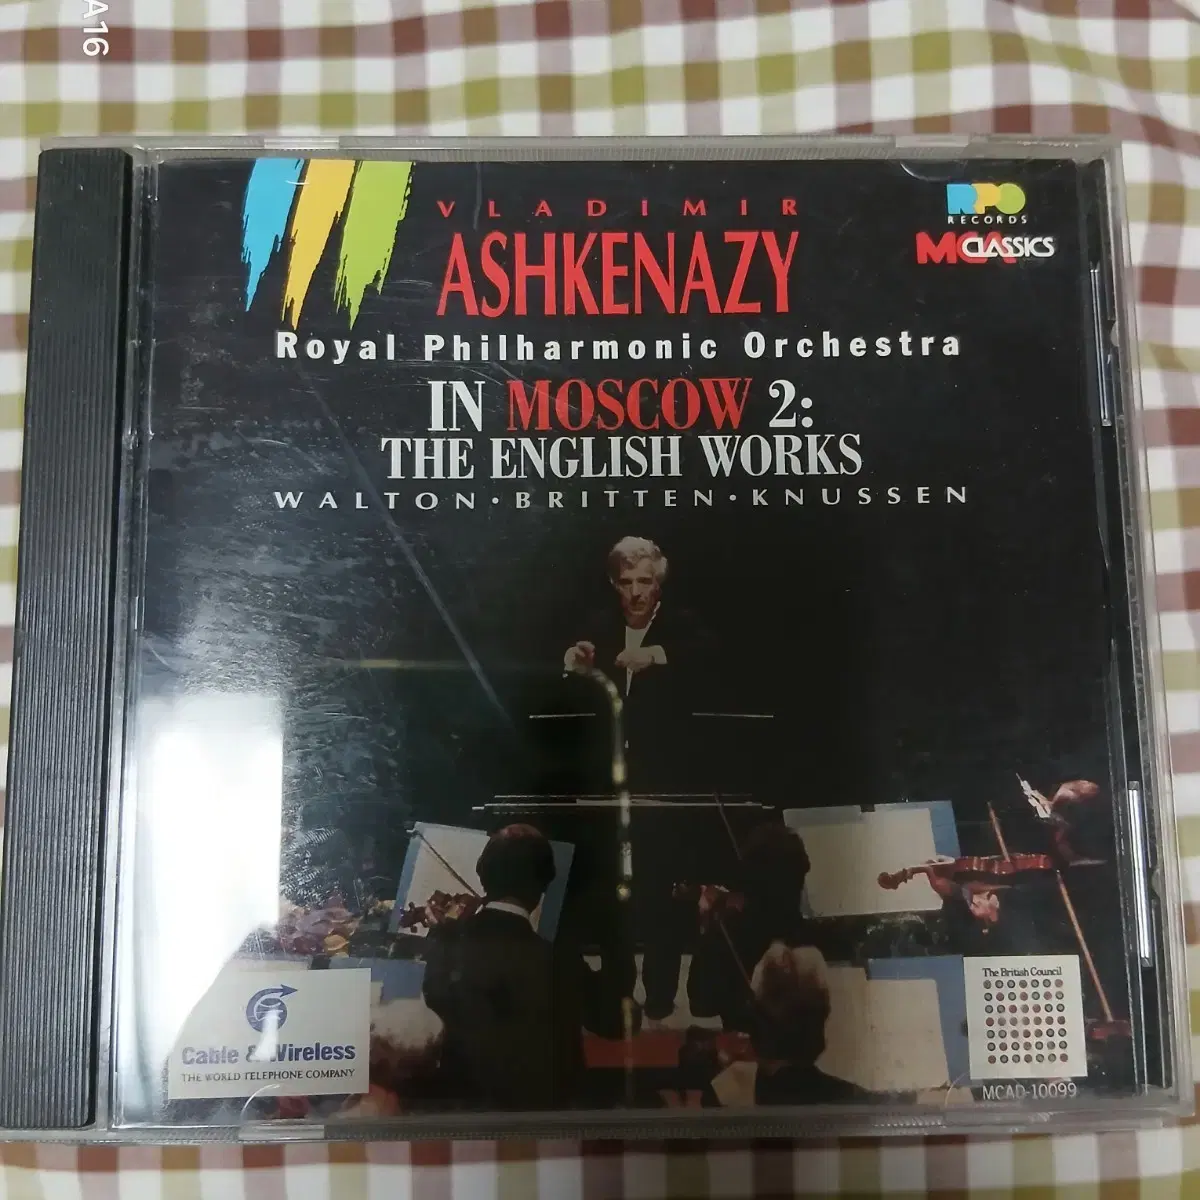 A16
VLADIMIR
ASHKENAZY
RPO
RECORDS
MCA CLASSICS
Royal Philharmonic Orchestra
IN MOSCOW 2:
THE ENGLISH WORKS
WALTON·BRITTEN·KNUSSEN
Cable & Wireless
THE WORLD TELEPHONE COMPANY
The British Council
MCAD-10099